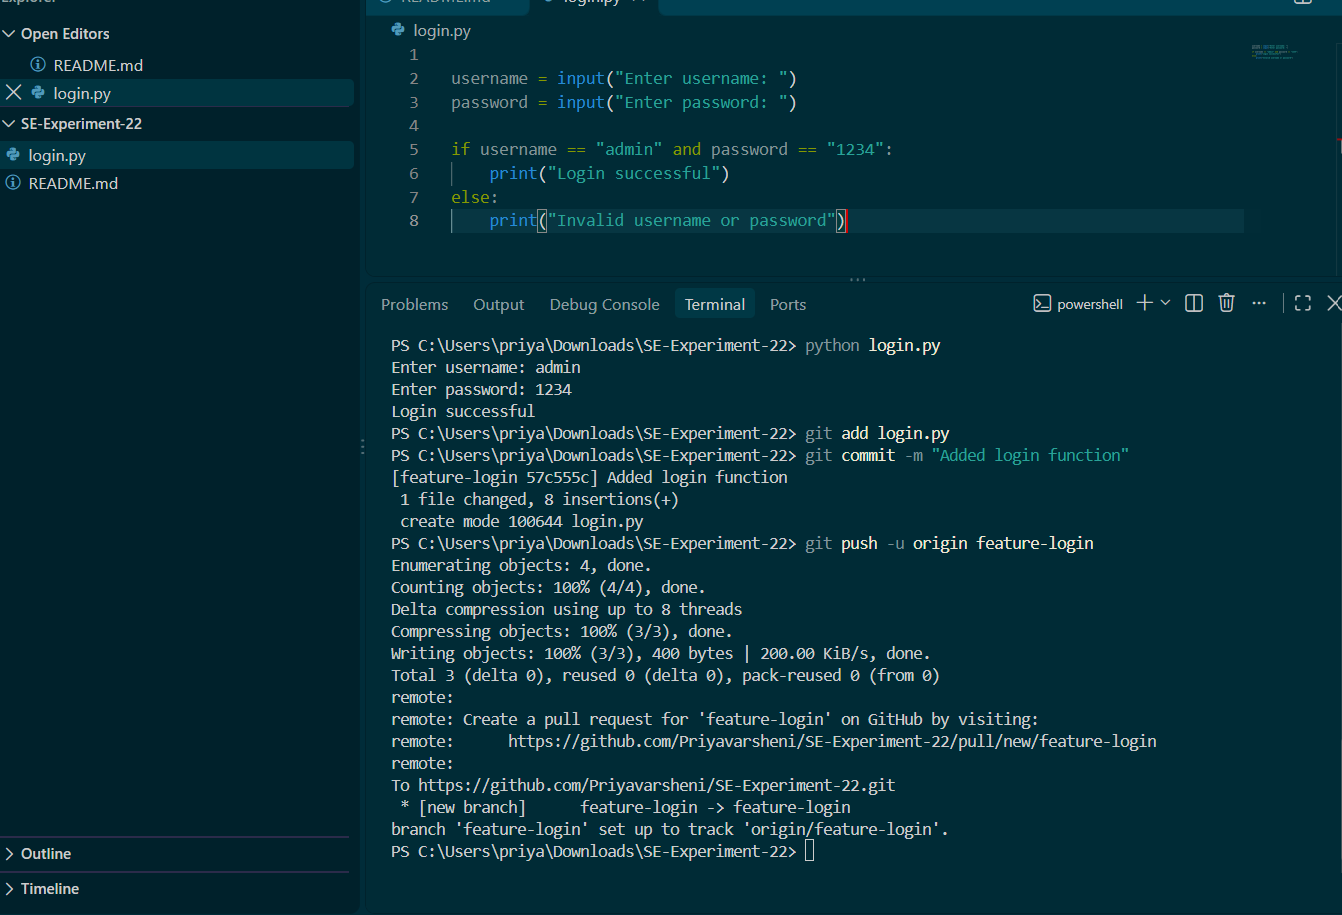 Explorer
Open Editors
README.md
login.py
SE-Experiment-22
login.py
README.md
Outline
Timeline
README.md
login.py
login.py
1
2 username = input("Enter username: ")
3 password = input("Enter password: ")
4
5 if username == "admin" and password == "1234":
6 print("Login successful")
7 else:
8 print("Invalid username or password")
Problems Output Debug Console Terminal Ports powershell
PS C:\Users\priya\Downloads\SE-Experiment-22> python login.py
Enter username: admin
Enter password: 1234
Login successful
PS C:\Users\priya\Downloads\SE-Experiment-22> git add login.py
PS C:\Users\priya\Downloads\SE-Experiment-22> git commit -m "Added login function"
[feature-login 57c555c] Added login function
1 file changed, 8 insertions(+)
create mode 100644 login.py
PS C:\Users\priya\Downloads\SE-Experiment-22> git push -u origin feature-login
Enumerating objects: 4, done.
Counting objects: 100% (4/4), done.
Delta compression using up to 8 threads
Compressing objects: 100% (3/3), done.
Writing objects: 100% (3/3), 400 bytes | 200.00 KiB/s, done.
Total 3 (delta 0), reused 0 (delta 0), pack-reused 0 (from 0)
remote:
remote: Create a pull request for 'feature-login' on GitHub by visiting:
remote: https://github.com/Priyavarsheni/SE-Experiment-22/pull/new/feature-login
remote:
To https://github.com/Priyavarsheni/SE-Experiment-22.git
* [new branch] feature-login -> feature-login
branch 'feature-login' set up to track 'origin/feature-login'.
PS C:\Users\priya\Downloads\SE-Experiment-22>